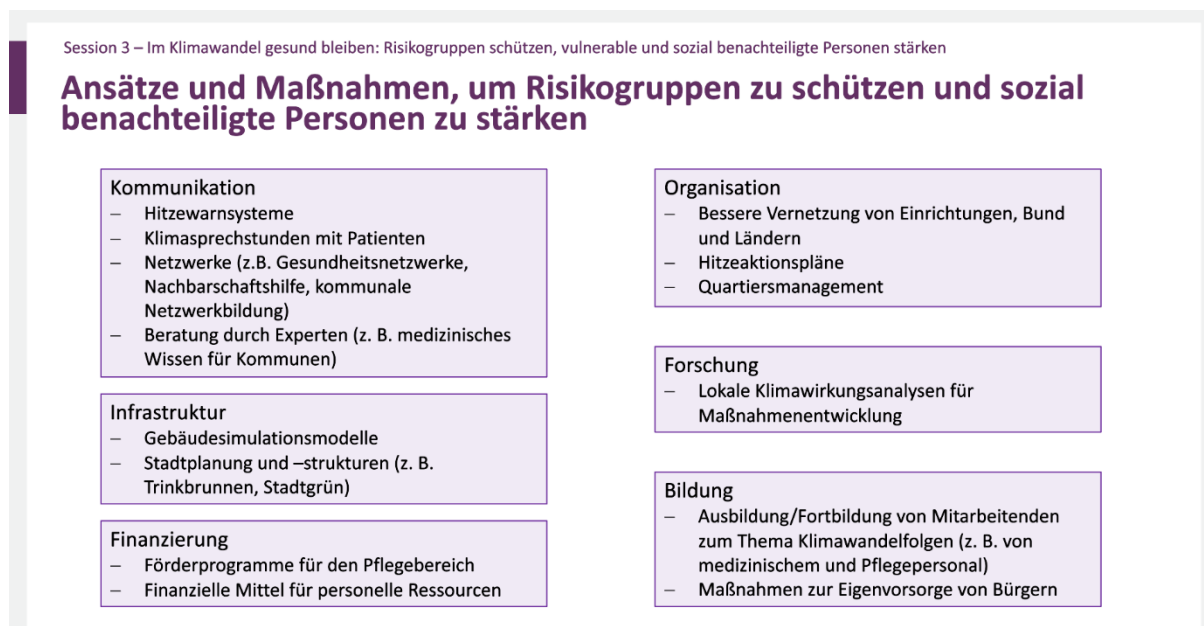 Session 3 – Im Klimawandel gesund bleiben: Risikogruppen schützen, vulnerable und sozial benachteiligte Personen stärken
Ansätze und Maßnahmen, um Risikogruppen zu schützen und sozial
benachteiligte Personen zu stärken
Kommunikation
– Hitzewarnsysteme
– Klimasprechstunden mit Patienten
– Netzwerke (z.B. Gesundheitsnetzwerke,
Nachbarschaftshilfe, kommunale
Netzwerkbildung)
– Beratung durch Experten (z. B. medizinisches
Wissen für Kommunen)
Infrastruktur
– Gebäudesimulationsmodelle
– Stadtplanung und –strukturen (z. B.
Trinkbrunnen, Stadtgrün)
Finanzierung
– Förderprogramme für den Pflegebereich
– Finanzielle Mittel für personelle Ressourcen
Organisation
– Bessere Vernetzung von Einrichtungen, Bund
und Ländern
– Hitzeaktionspläne
– Quartiersmanagement
Forschung
– Lokale Klimawirkungsanalysen für
Maßnahmenentwicklung
Bildung
– Ausbildung/Fortbildung von Mitarbeitenden
zum Thema Klimawandelfolgen (z. B. von
medizinischem und Pflegepersonal)
– Maßnahmen zur Eigenvorsorge von Bürgern